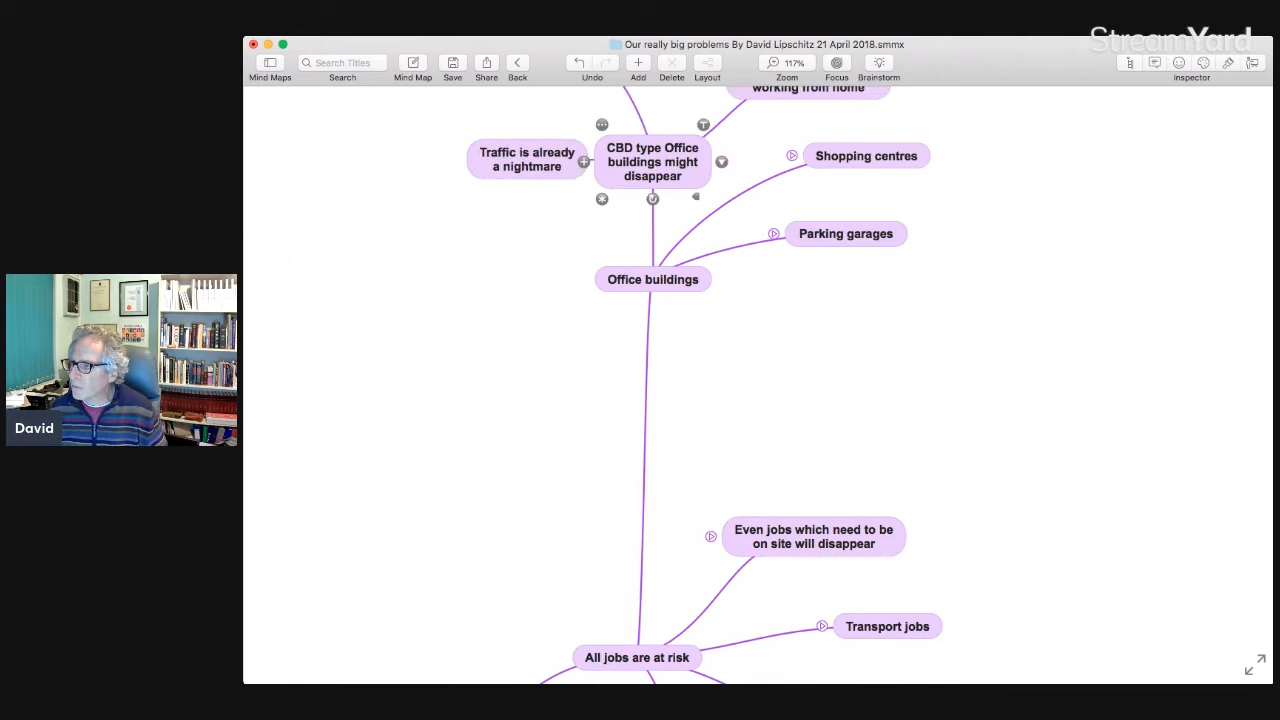 StreamYard
Our really big problems By David Lipschitz 21 April 2018.smmx
Search Titles
117%
Mind Maps
Search
Mind Map
Save
Share
Back
Undo
Add
Delete
Layout
Zoom
Focus
Brainstorm
Inspector
working from home
Traffic is already
a nightmare
CBD type Office
buildings might
disappear
Shopping centres
Parking garages
Office buildings
David
Even jobs which need to be
on site will disappear
Transport jobs
All jobs are at risk